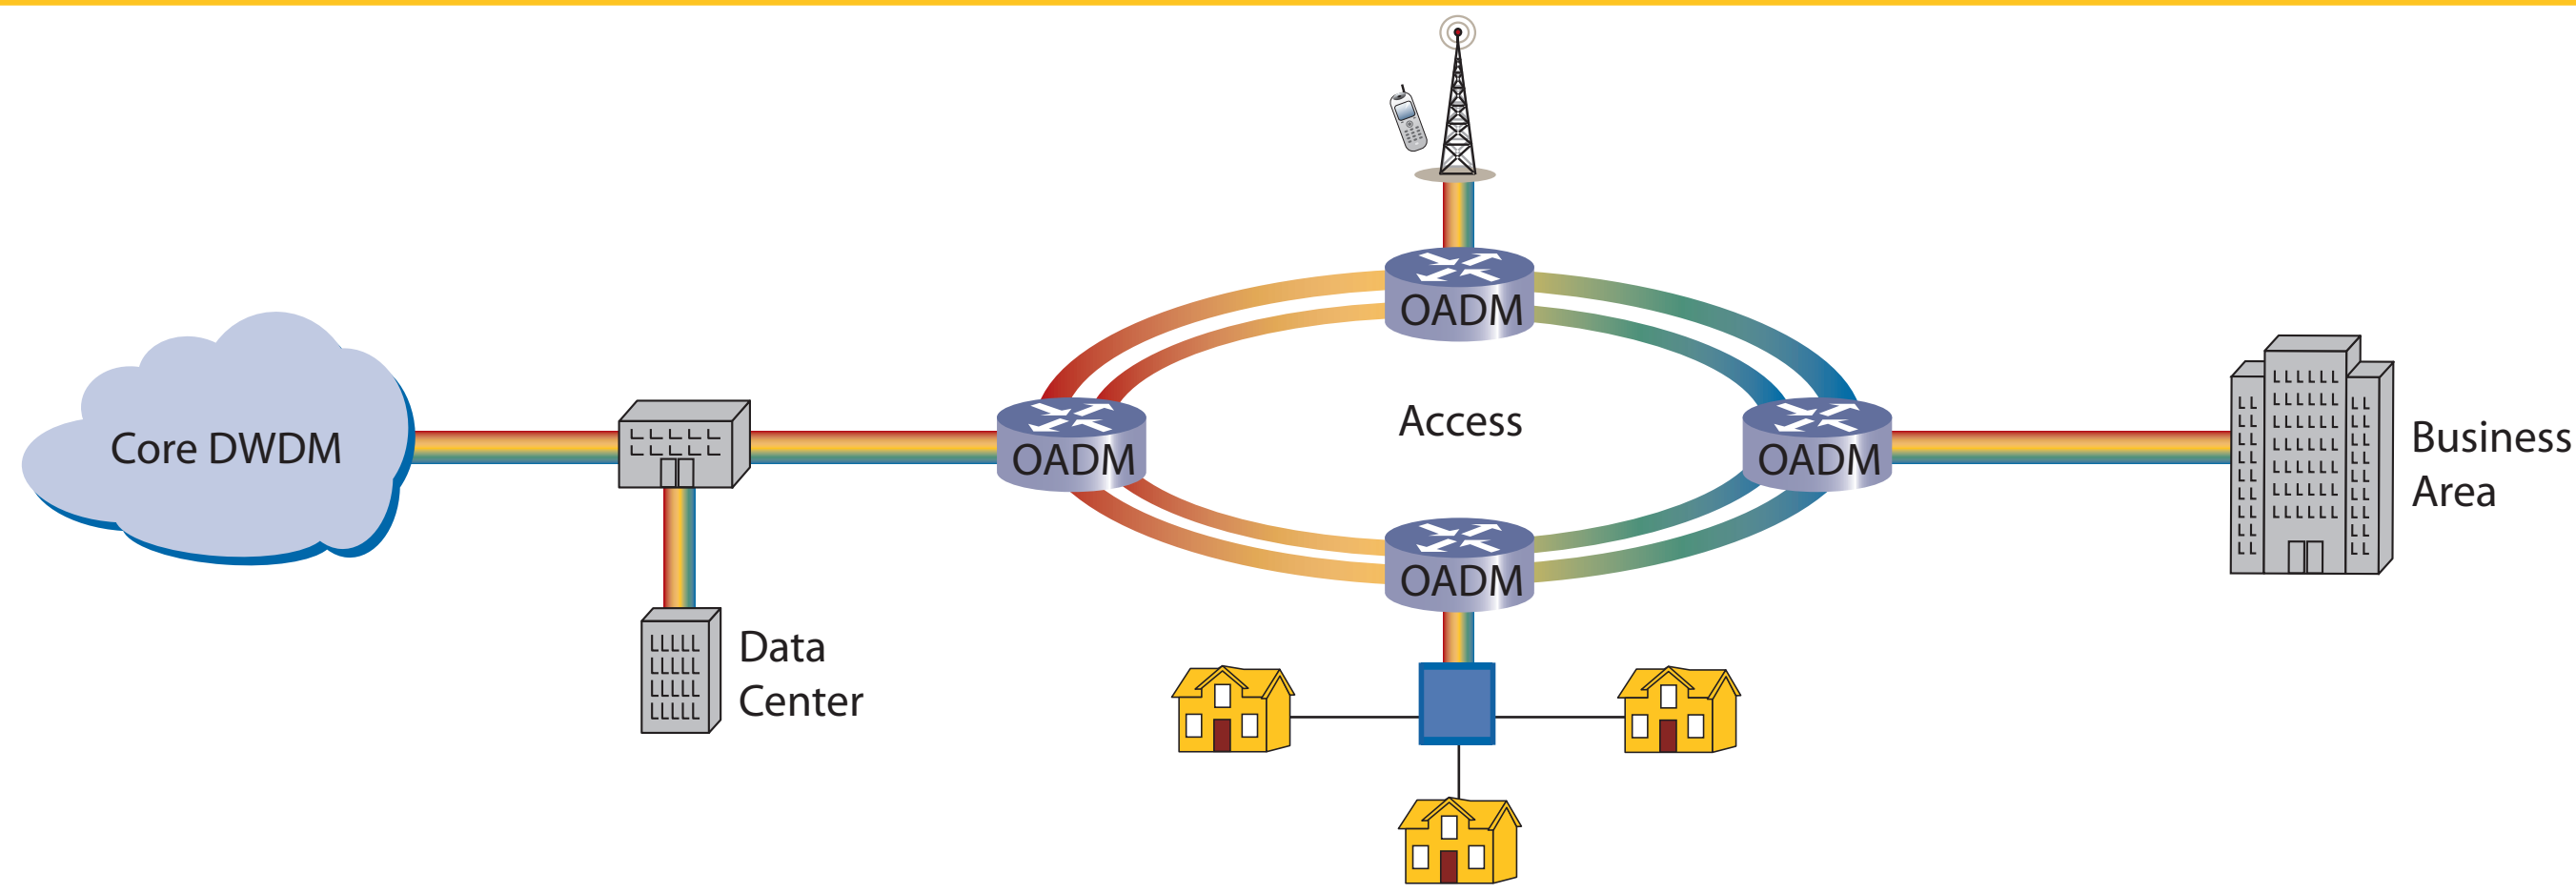 OADM
Core DWDM
OADM
Access
OADM
Business
Area
OADM
Data
Center